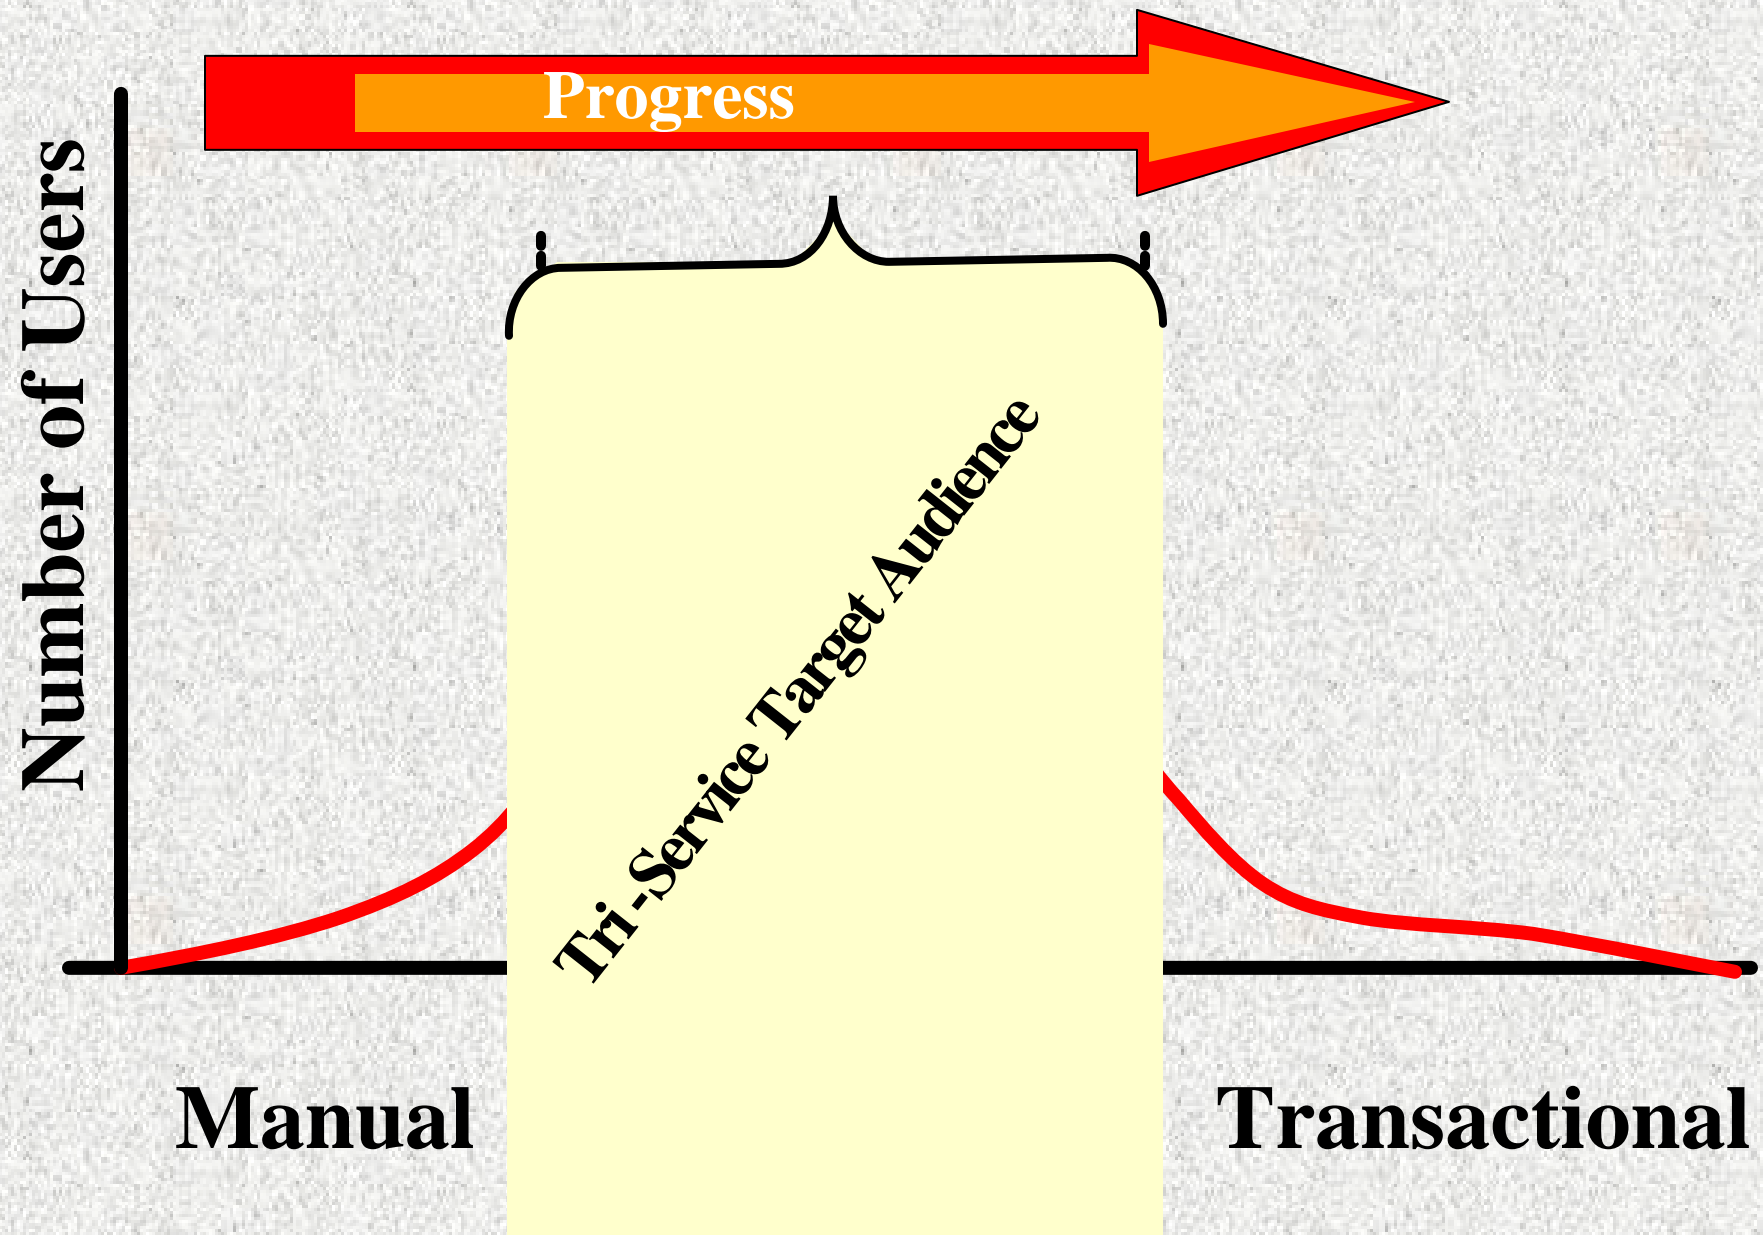 Progress
Number of Users
Tri-Service Target Audience
Manual
Transactional